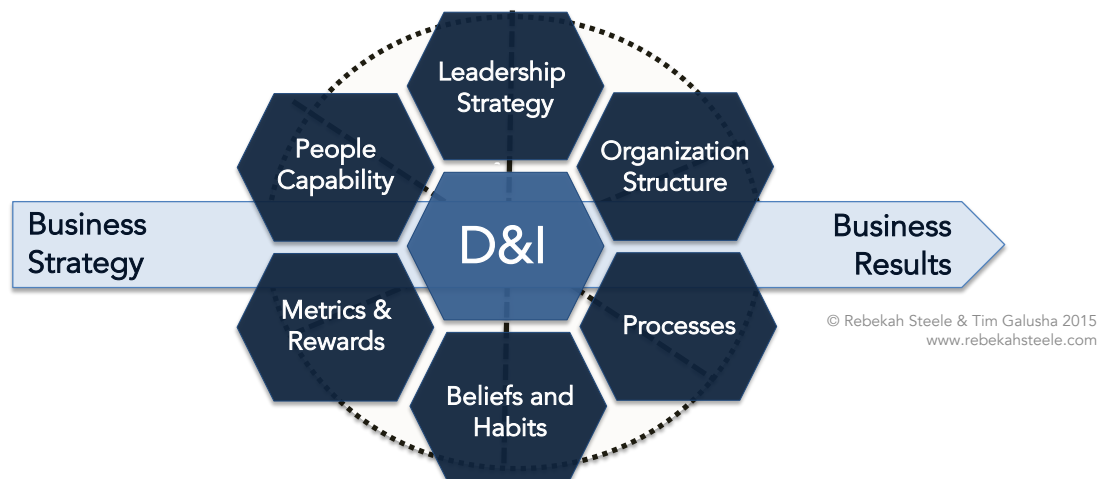 Leadership
Strategy
People
Capability
Organization
Structure
Business
Strategy
D&I
Business
Results
Metrics &
Rewards
Processes
Beliefs and
Habits
© Rebekah Steele & Tim Galusha 2015
www.rebekahsteele.com